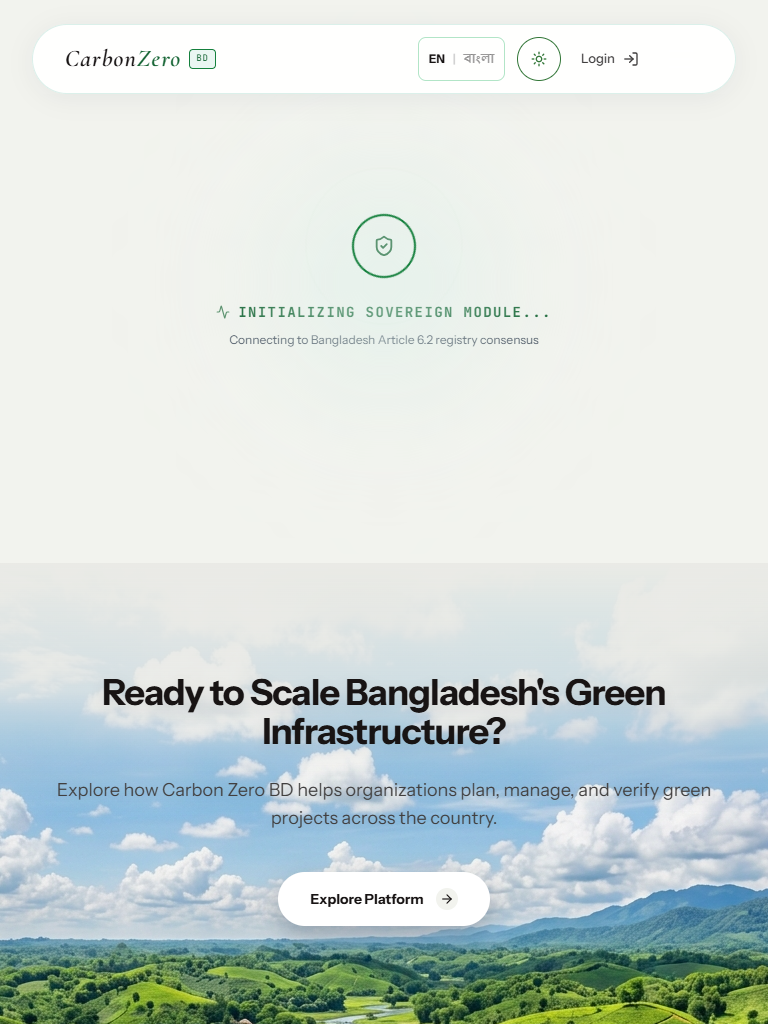 CarbonZero BD EN | বাংলা Login
INITIALIZING SOVEREIGN MODULE...
Connecting to Bangladesh Article 6.2 registry consensus
Ready to Scale Bangladesh's Green
Infrastructure?
Explore how Carbon Zero BD helps organizations plan, manage, and verify green
projects across the country.
Explore Platform